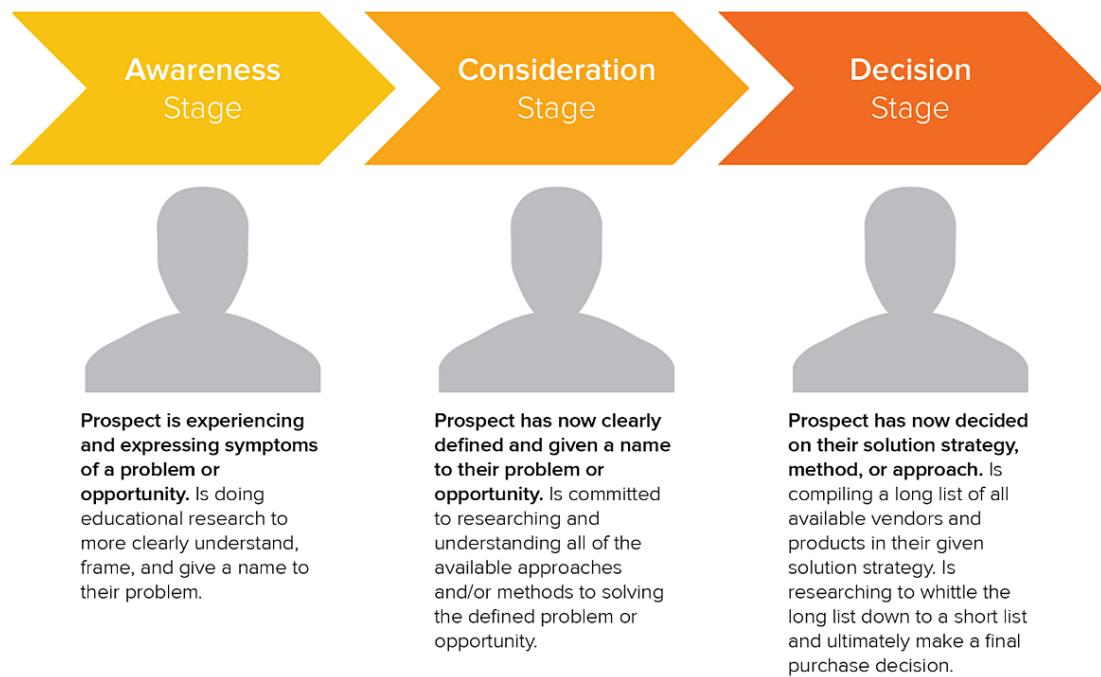 Awareness
Stage
Consideration
Stage
Decision
Stage
Prospect is experiencing
and expressing symptoms
of a problem or
opportunity. Is doing
educational research to
more clearly understand,
frame, and give a name to
their problem.
Prospect has now clearly
defined and given a name
to their problem or
opportunity. Is committed
to researching and
understanding all of the
available approaches
and/or methods to solving
the defined problem or
opportunity.
Prospect has now decided
on their solution strategy,
method, or approach. Is
compiling a long list of all
available vendors and
products in their given
solution strategy. Is
researching to whittle the
long list down to a short list
and ultimately make a final
purchase decision.